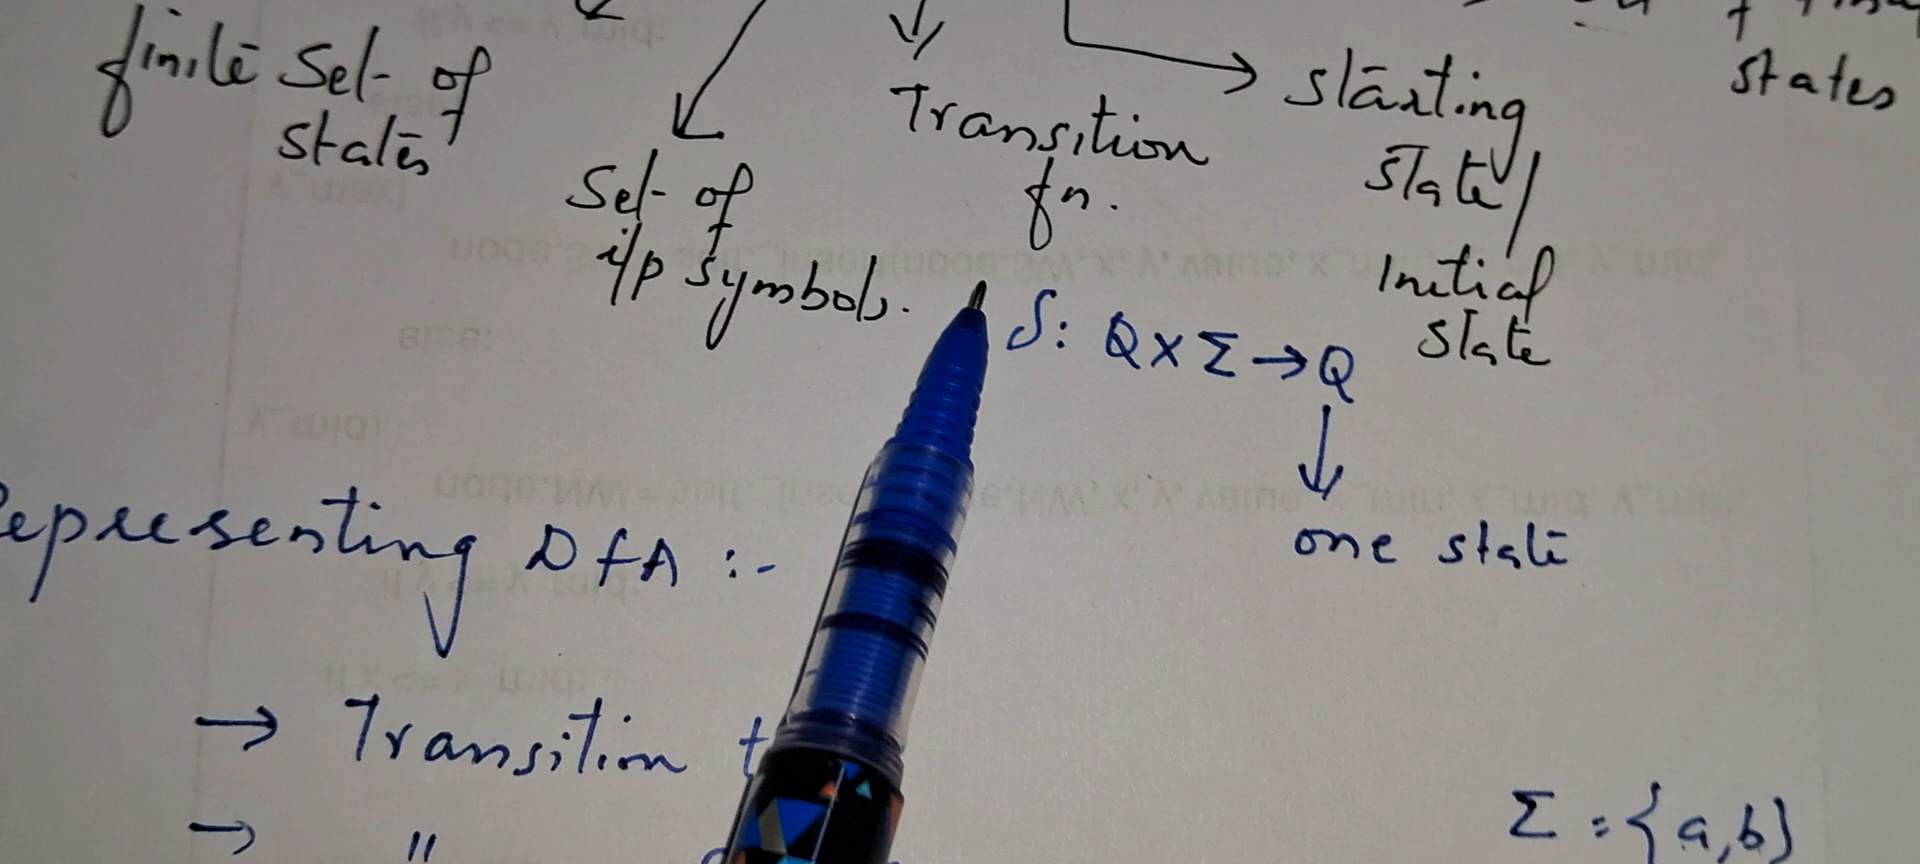 finite Set of
states
Set of
i/p symbols.
Transition
fn.
starting
state/
Initial
state
states
δ: Q×Σ→Q
↓
one state
Representing DFA :-
→ Transition
→ "
Σ = {a,b}